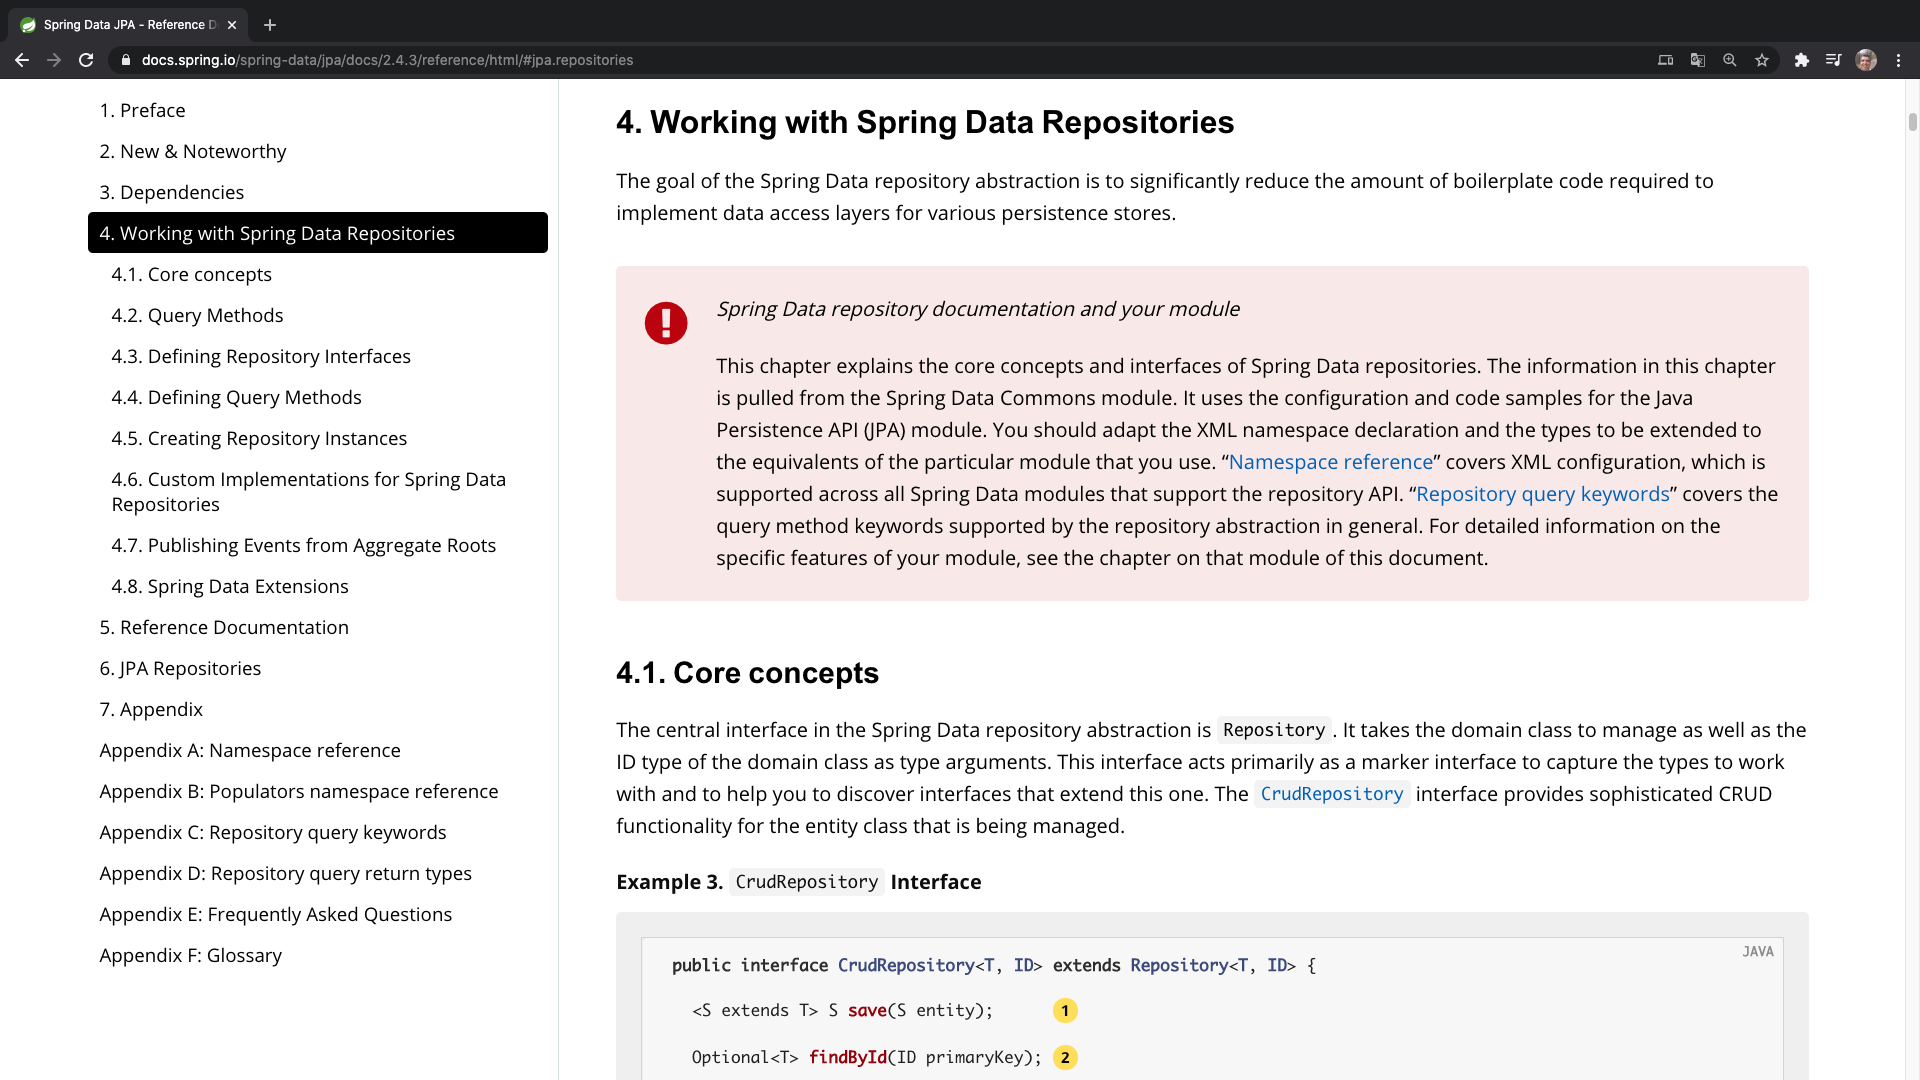 Spring Data JPA - Reference D
docs.spring.io/spring-data/jpa/docs/2.4.3/reference/html/#jpa.repositories
1. Preface
2. New & Noteworthy
3. Dependencies
4. Working with Spring Data Repositories
4.1. Core concepts
4.2. Query Methods
4.3. Defining Repository Interfaces
4.4. Defining Query Methods
4.5. Creating Repository Instances
4.6. Custom Implementations for Spring Data
Repositories
4.7. Publishing Events from Aggregate Roots
4.8. Spring Data Extensions
5. Reference Documentation
6. JPA Repositories
7. Appendix
Appendix A: Namespace reference
Appendix B: Populators namespace reference
Appendix C: Repository query keywords
Appendix D: Repository query return types
Appendix E: Frequently Asked Questions
Appendix F: Glossary
4. Working with Spring Data Repositories
The goal of the Spring Data repository abstraction is to significantly reduce the amount of boilerplate code required to
implement data access layers for various persistence stores.
Spring Data repository documentation and your module
This chapter explains the core concepts and interfaces of Spring Data repositories. The information in this chapter
is pulled from the Spring Data Commons module. It uses the configuration and code samples for the Java
Persistence API (JPA) module. You should adapt the XML namespace declaration and the types to be extended to
the equivalents of the particular module that you use. “Namespace reference” covers XML configuration, which is
supported across all Spring Data modules that support the repository API. “Repository query keywords” covers the
query method keywords supported by the repository abstraction in general. For detailed information on the
specific features of your module, see the chapter on that module of this document.
4.1. Core concepts
The central interface in the Spring Data repository abstraction is Repository. It takes the domain class to manage as well as the
ID type of the domain class as type arguments. This interface acts primarily as a marker interface to capture the types to work
with and to help you to discover interfaces that extend this one. The CrudRepository interface provides sophisticated CRUD
functionality for the entity class that is being managed.
Example 3. CrudRepository Interface
JAVA
public interface CrudRepository<T, ID> extends Repository<T, ID> {
<S extends T> S save(S entity); 1
Optional<T> findById(ID primaryKey); 2